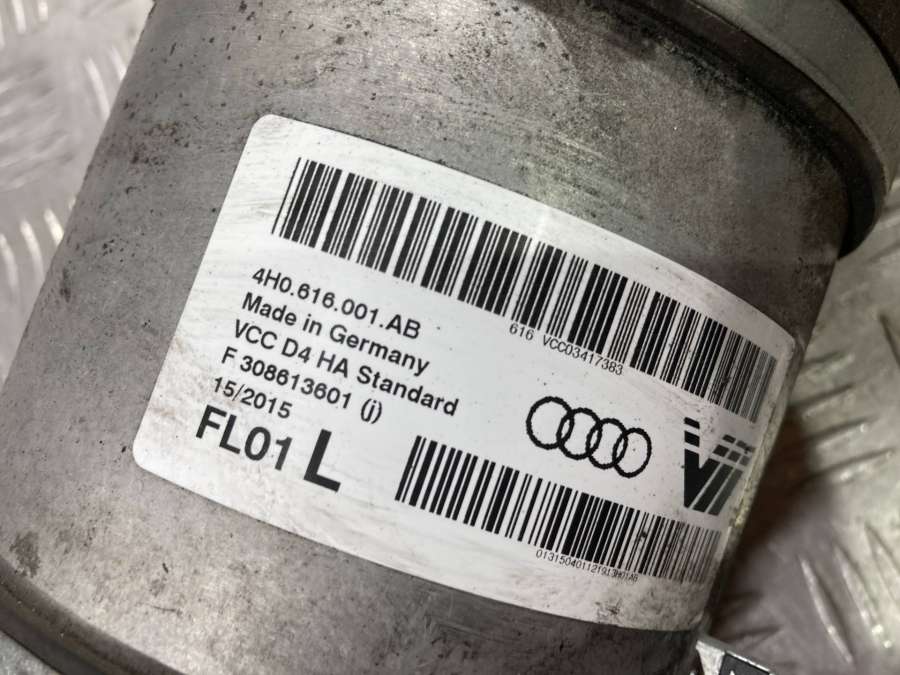 616 VCC03417383
4H0.616.001.AB
Made in Germany
VCC D4 HA Standard
F 308613601 (j)
15/2015
FL01 L